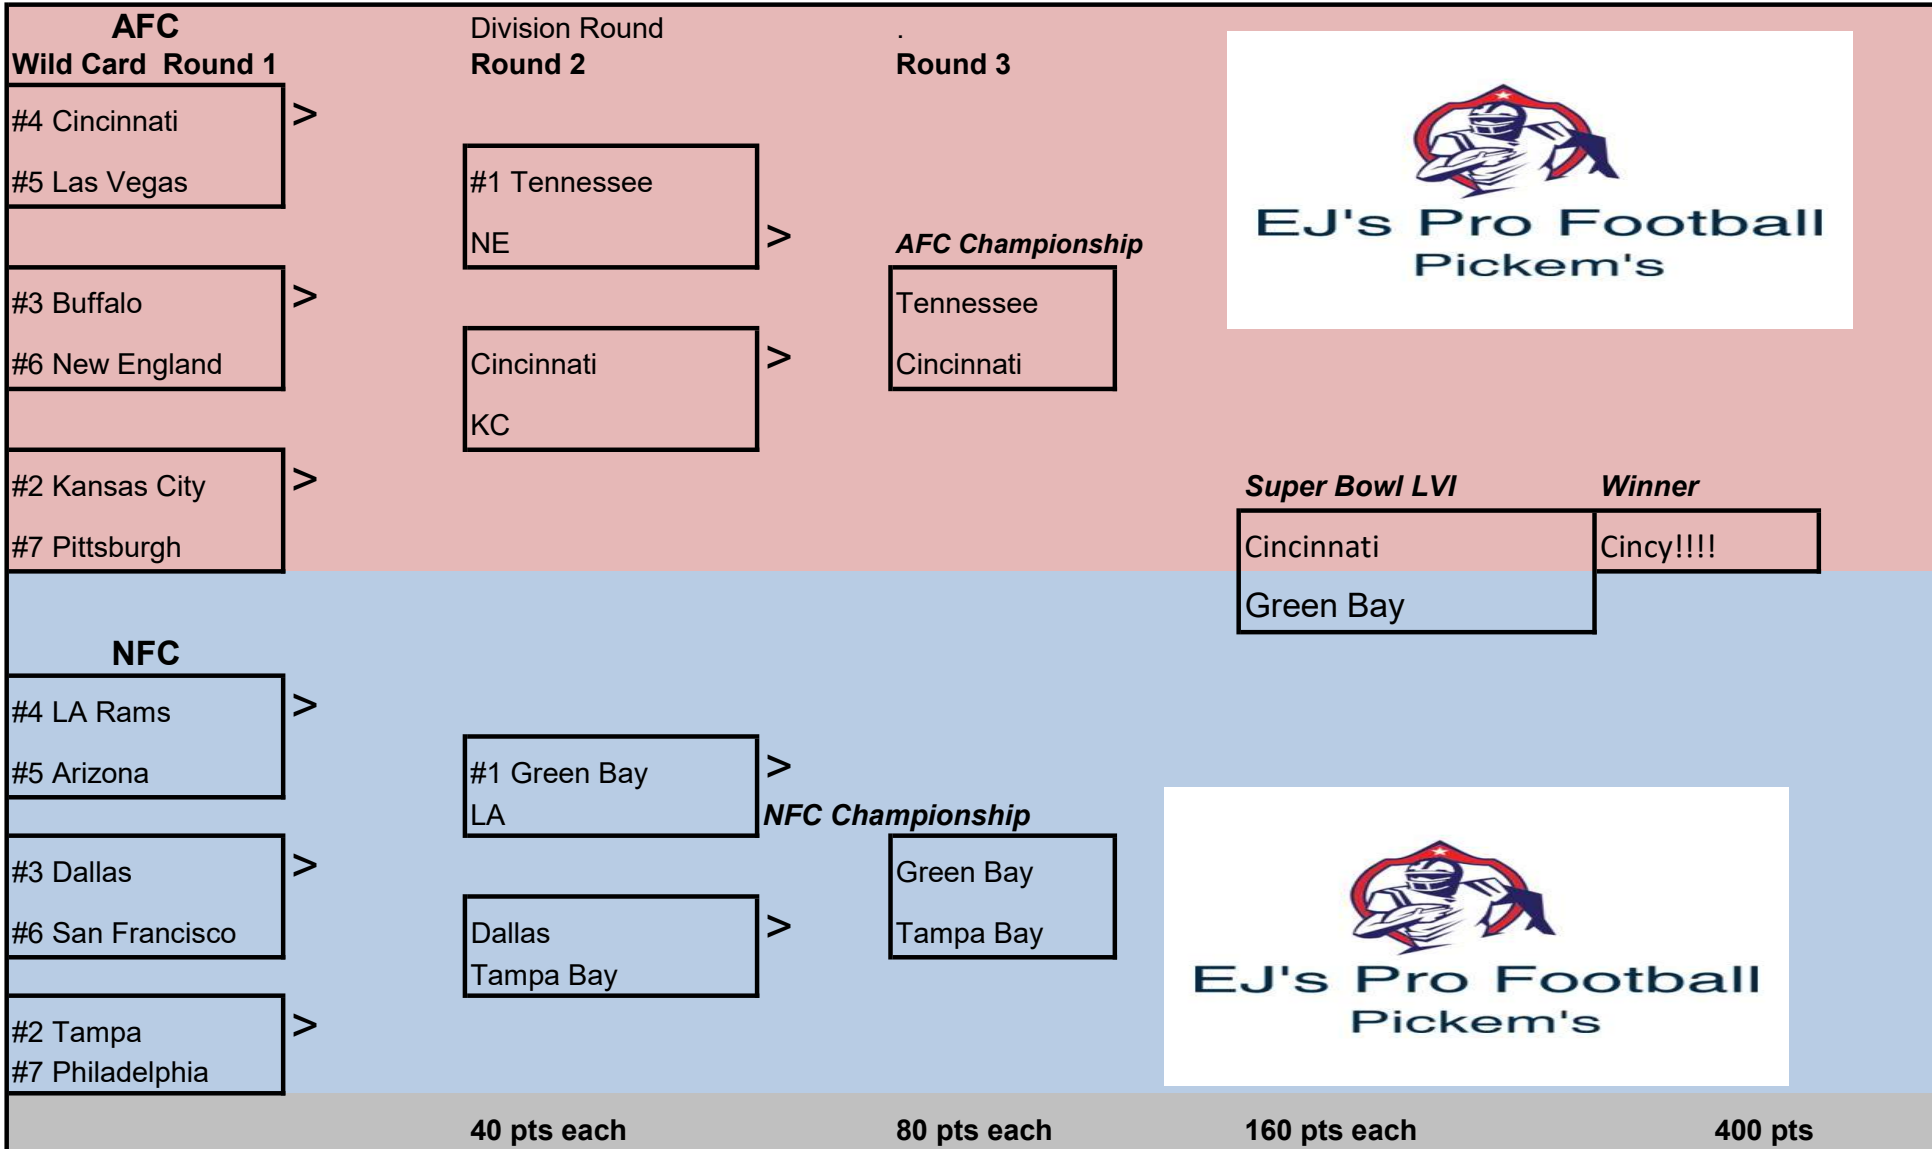 AFC Division Round .
Wild Card Round 1 Round 2 Round 3
#4 Cincinnati >
#5 Las Vegas #1 Tennessee
NE > AFC Championship
EJ's Pro Football
Pickem's
#3 Buffalo > Tennessee
#6 New England Cincinnati > Cincinnati
KC
#2 Kansas City > Super Bowl LVI Winner
#7 Pittsburgh Cincinnati Cincy!!!!
Green Bay
NFC
#4 LA Rams >
#5 Arizona #1 Green Bay >
LA NFC Championship
#3 Dallas > Green Bay
#6 San Francisco Dallas > Tampa Bay
Tampa Bay
EJ's Pro Football
Pickem's
#2 Tampa >
#7 Philadelphia
40 pts each 80 pts each 160 pts each 400 pts